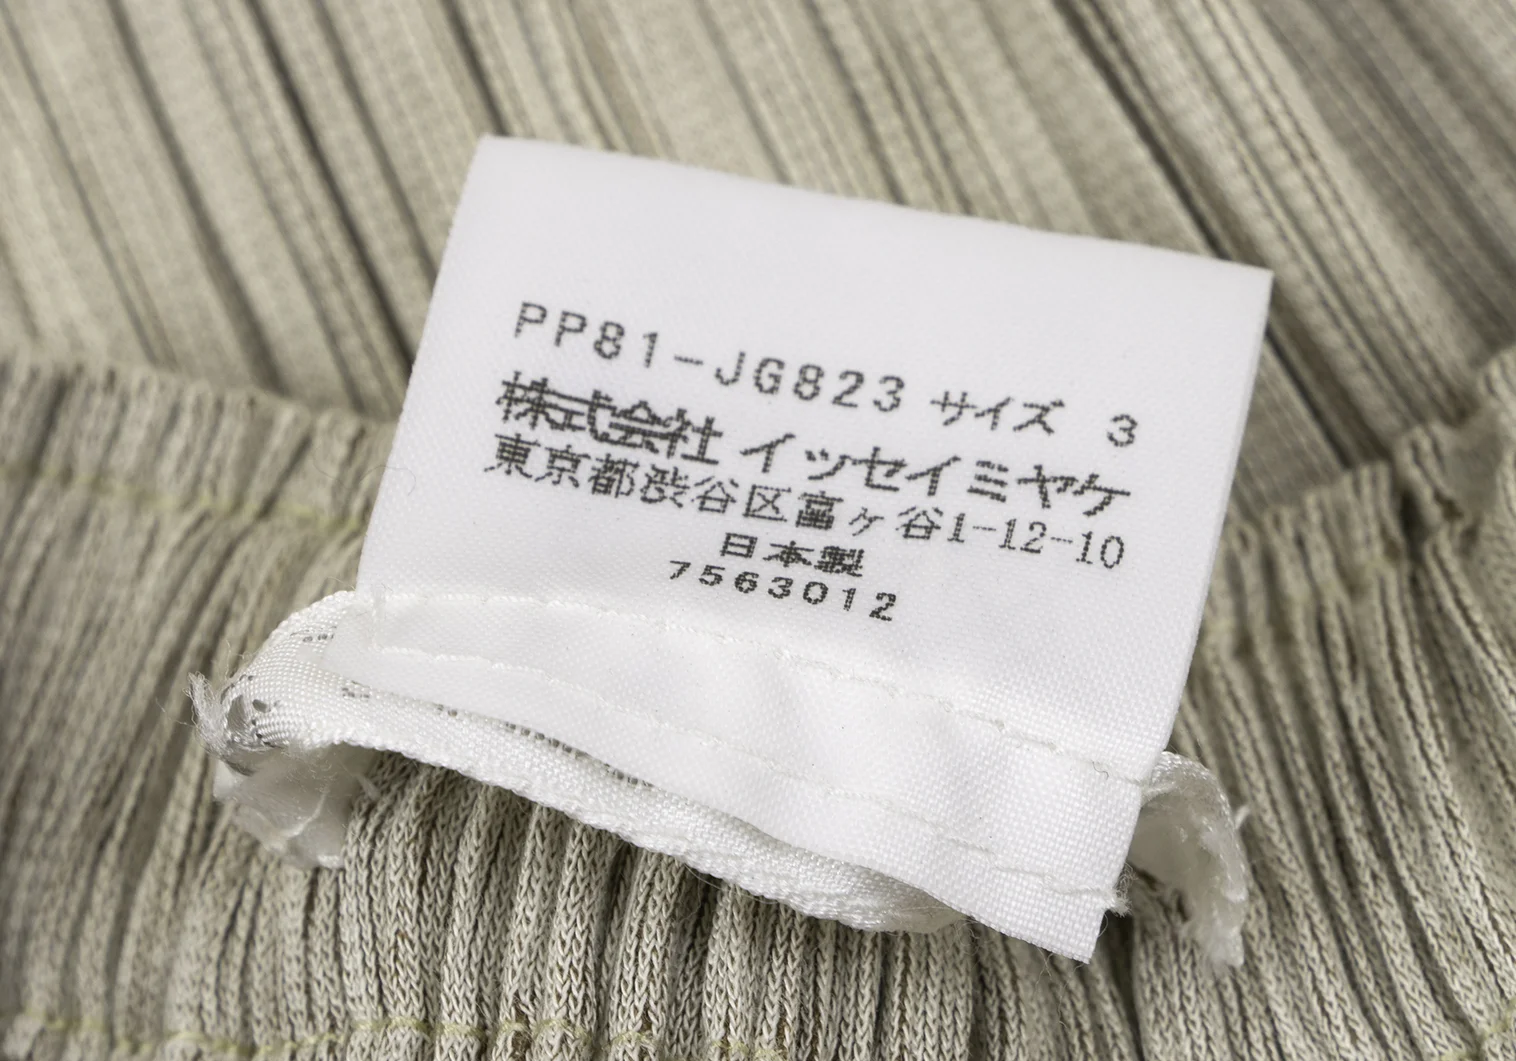 PP81-JG823 サイズ 3
株式会社 イッセイミヤケ
東京都渋谷区富ヶ谷1-12-10
日本製
7563012